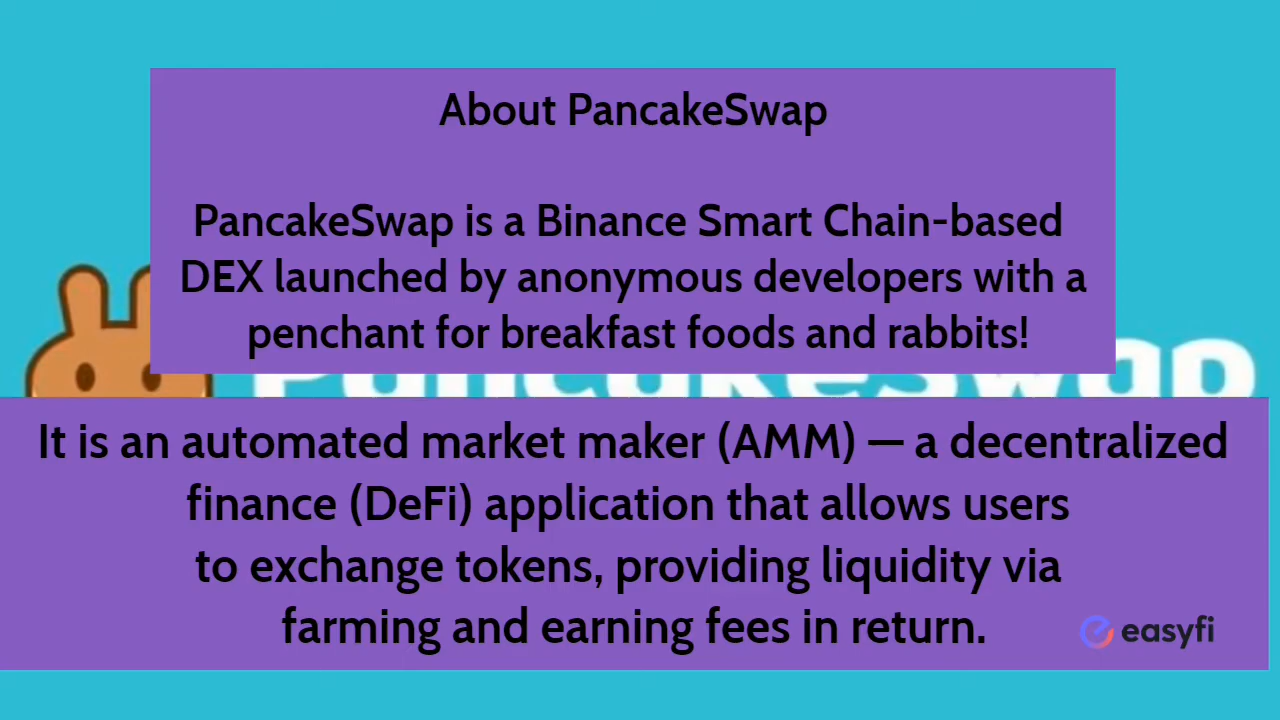 About PancakeSwap
PancakeSwap is a Binance Smart Chain-based
DEX launched by anonymous developers with a
penchant for breakfast foods and rabbits!
Pancakeswap
It is an automated market maker (AMM) — a decentralized
finance (DeFi) application that allows users
to exchange tokens, providing liquidity via
farming and earning fees in return.
easyfi